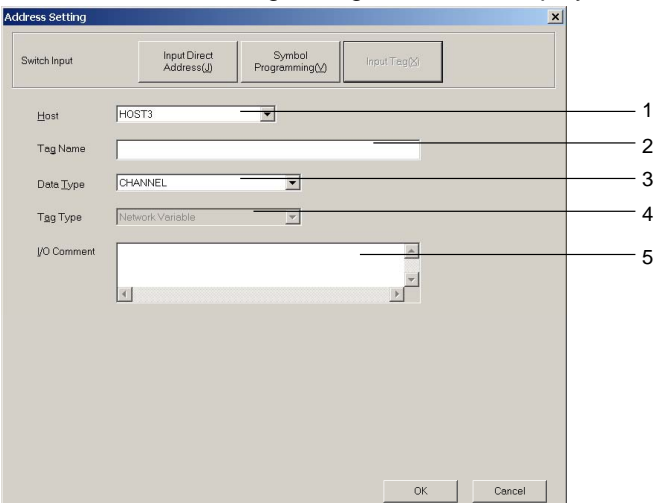 Address Setting
Switch Input
Input Direct
Address(J)
Symbol
Programming(V)
Input Tag(X)
Host
HOST3
1
Tag Name
2
Data Type
CHANNEL
3
Tag Type
Network Variable
4
I/O Comment
5
OK
Cancel